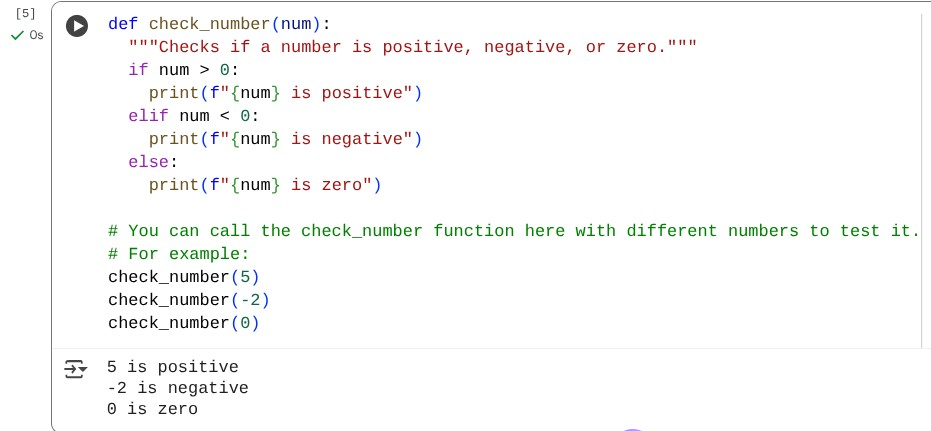 [5]
0s
def check_number(num):
  """Checks if a number is positive, negative, or zero."""
  if num > 0:
    print(f"{num} is positive")
  elif num < 0:
    print(f"{num} is negative")
  else:
    print(f"{num} is zero")

# You can call the check_number function here with different numbers to test it.
# For example:
check_number(5)
check_number(-2)
check_number(0)
5 is positive
-2 is negative
0 is zero